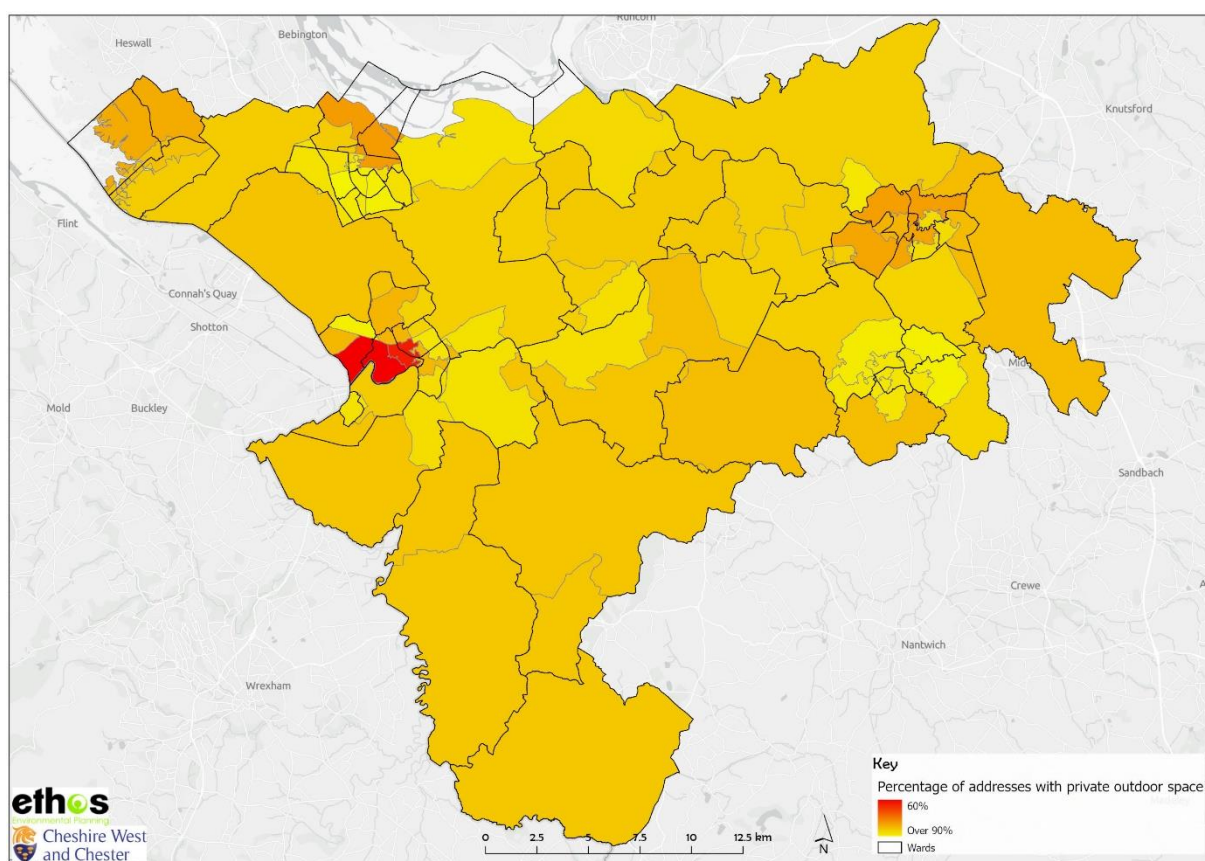 Heswall
Bebington
Runcorn
Knutsford
Flint
Connah's Quay
Shotton
Mold
Buckley
Mid
Sandbach
Crewe
Nantwich
Wrexham
Key
Percentage of addresses with private outdoor space
60%
Over 90%
Wards
0 2.5 5 7.5 10 12.5 km
N
ethos
Environmental Planning
Cheshire West
and Chester